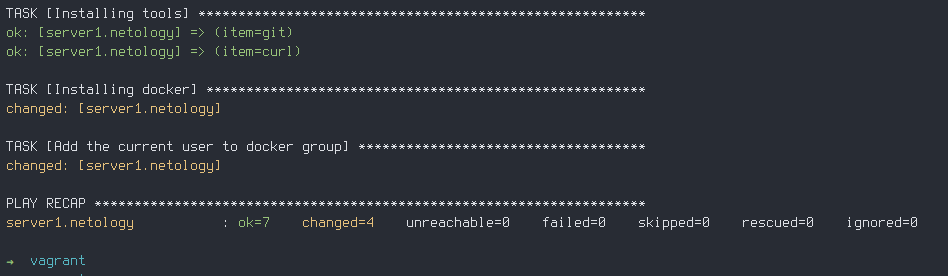 TASK [Installing tools] ********************************************************
ok: [server1.netology] => (item=git)
ok: [server1.netology] => (item=curl)
TASK [Installing docker] *******************************************************
changed: [server1.netology]
TASK [Add the current user to docker group] ************************************
changed: [server1.netology]
PLAY RECAP *********************************************************************
server1.netology : ok=7 changed=4 unreachable=0 failed=0 skipped=0 rescued=0 ignored=0
→ vagrant